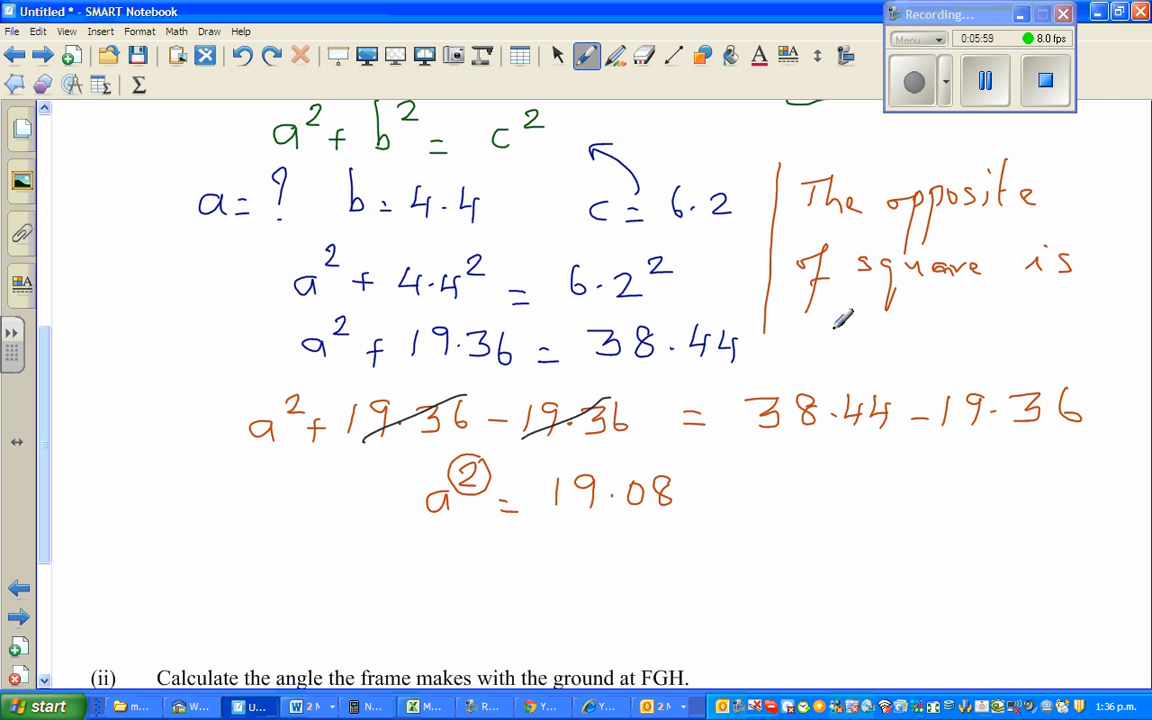 Untitled * - SMART Notebook
File Edit View Insert Format Math Draw Help
Recording...
Menu
0:05:59
8.0 fps
a² + b² = c²
a = ? b = 4.4 c = 6.2
a² + 4.4² = 6.2²
a² + 19.36 = 38.44
a² + 19.36 - 19.36 = 38.44 - 19.36
a² = 19.08
The opposite
of square is
(ii) Calculate the angle the frame makes with the ground at FGH.
start m... W... U... 2 N... M... R... Y... Y... 2 1:36 p.m.